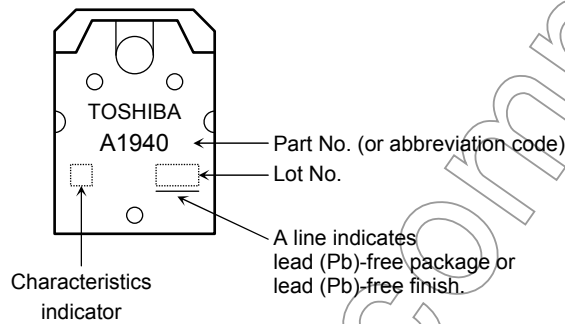 TOSHIBA
A1940
Part No. (or abbreviation code)
Lot No.
A line indicates
lead (Pb)-free package or
lead (Pb)-free finish.
Characteristics
indicator